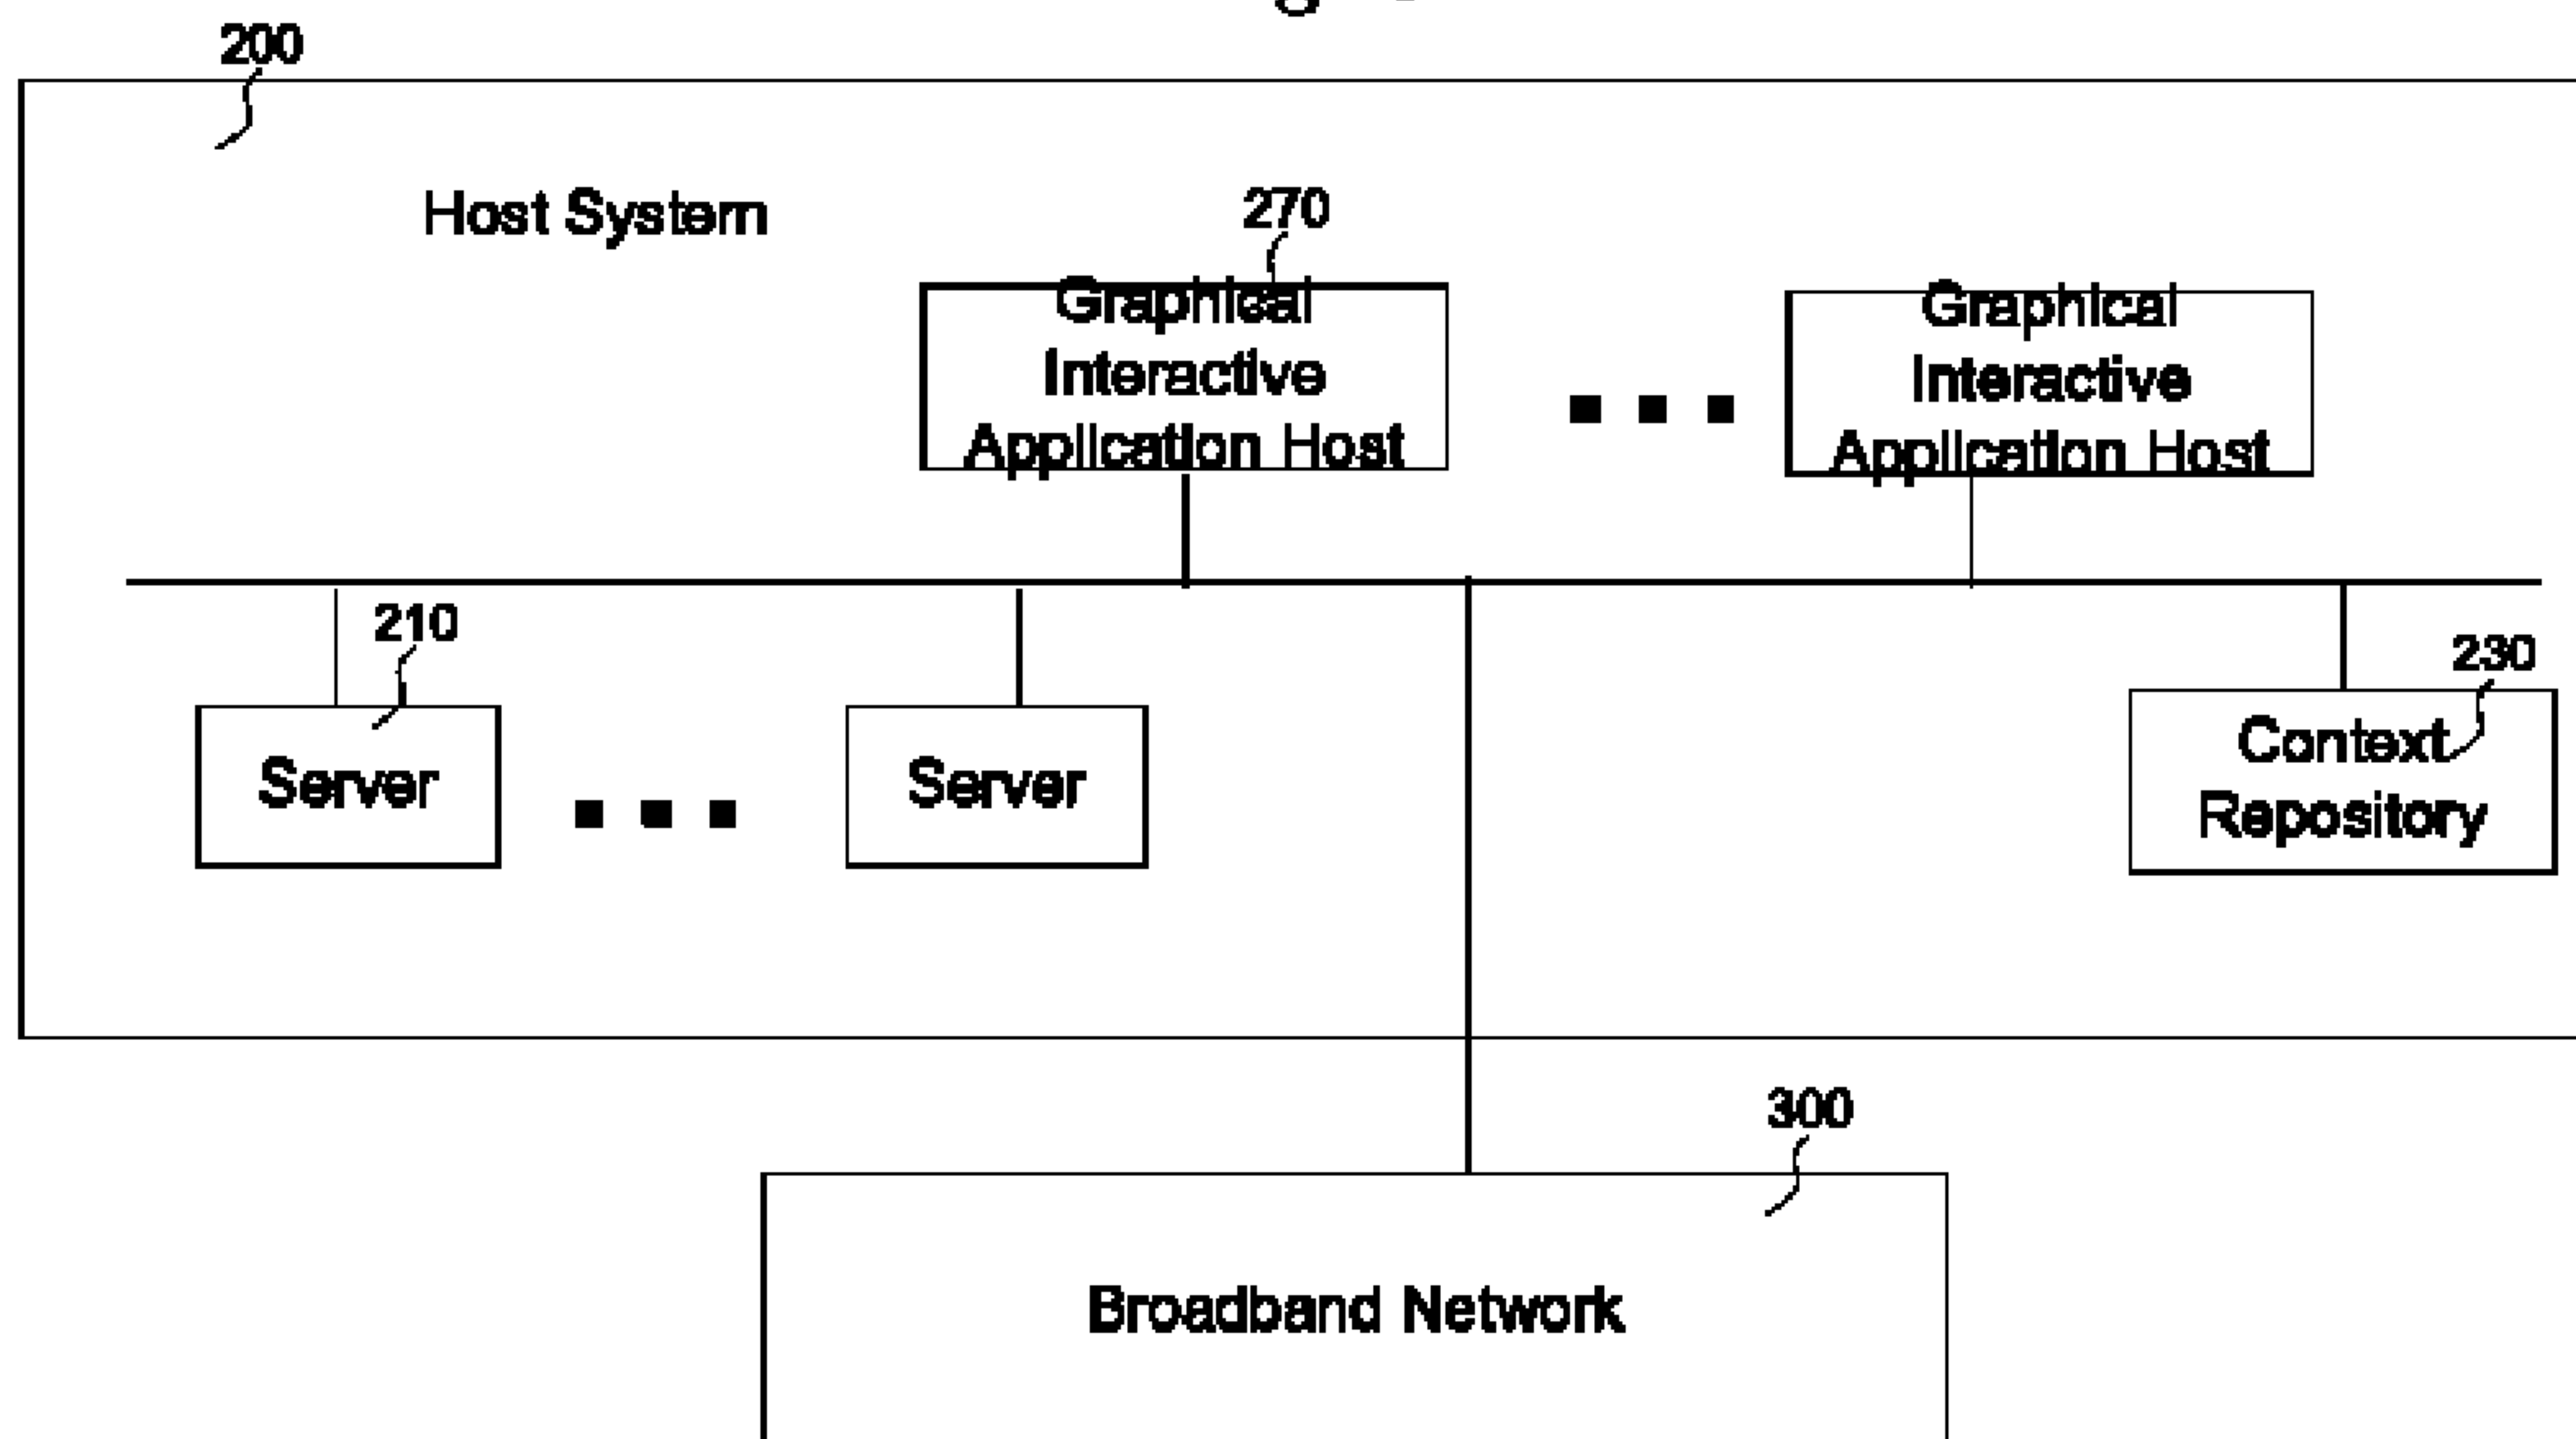 200
Host System
270
Graphical
Interactive
Application Host
Graphical
Interactive
Application Host
210
230
Server
Server
Context
Repository
300
Broadband Network